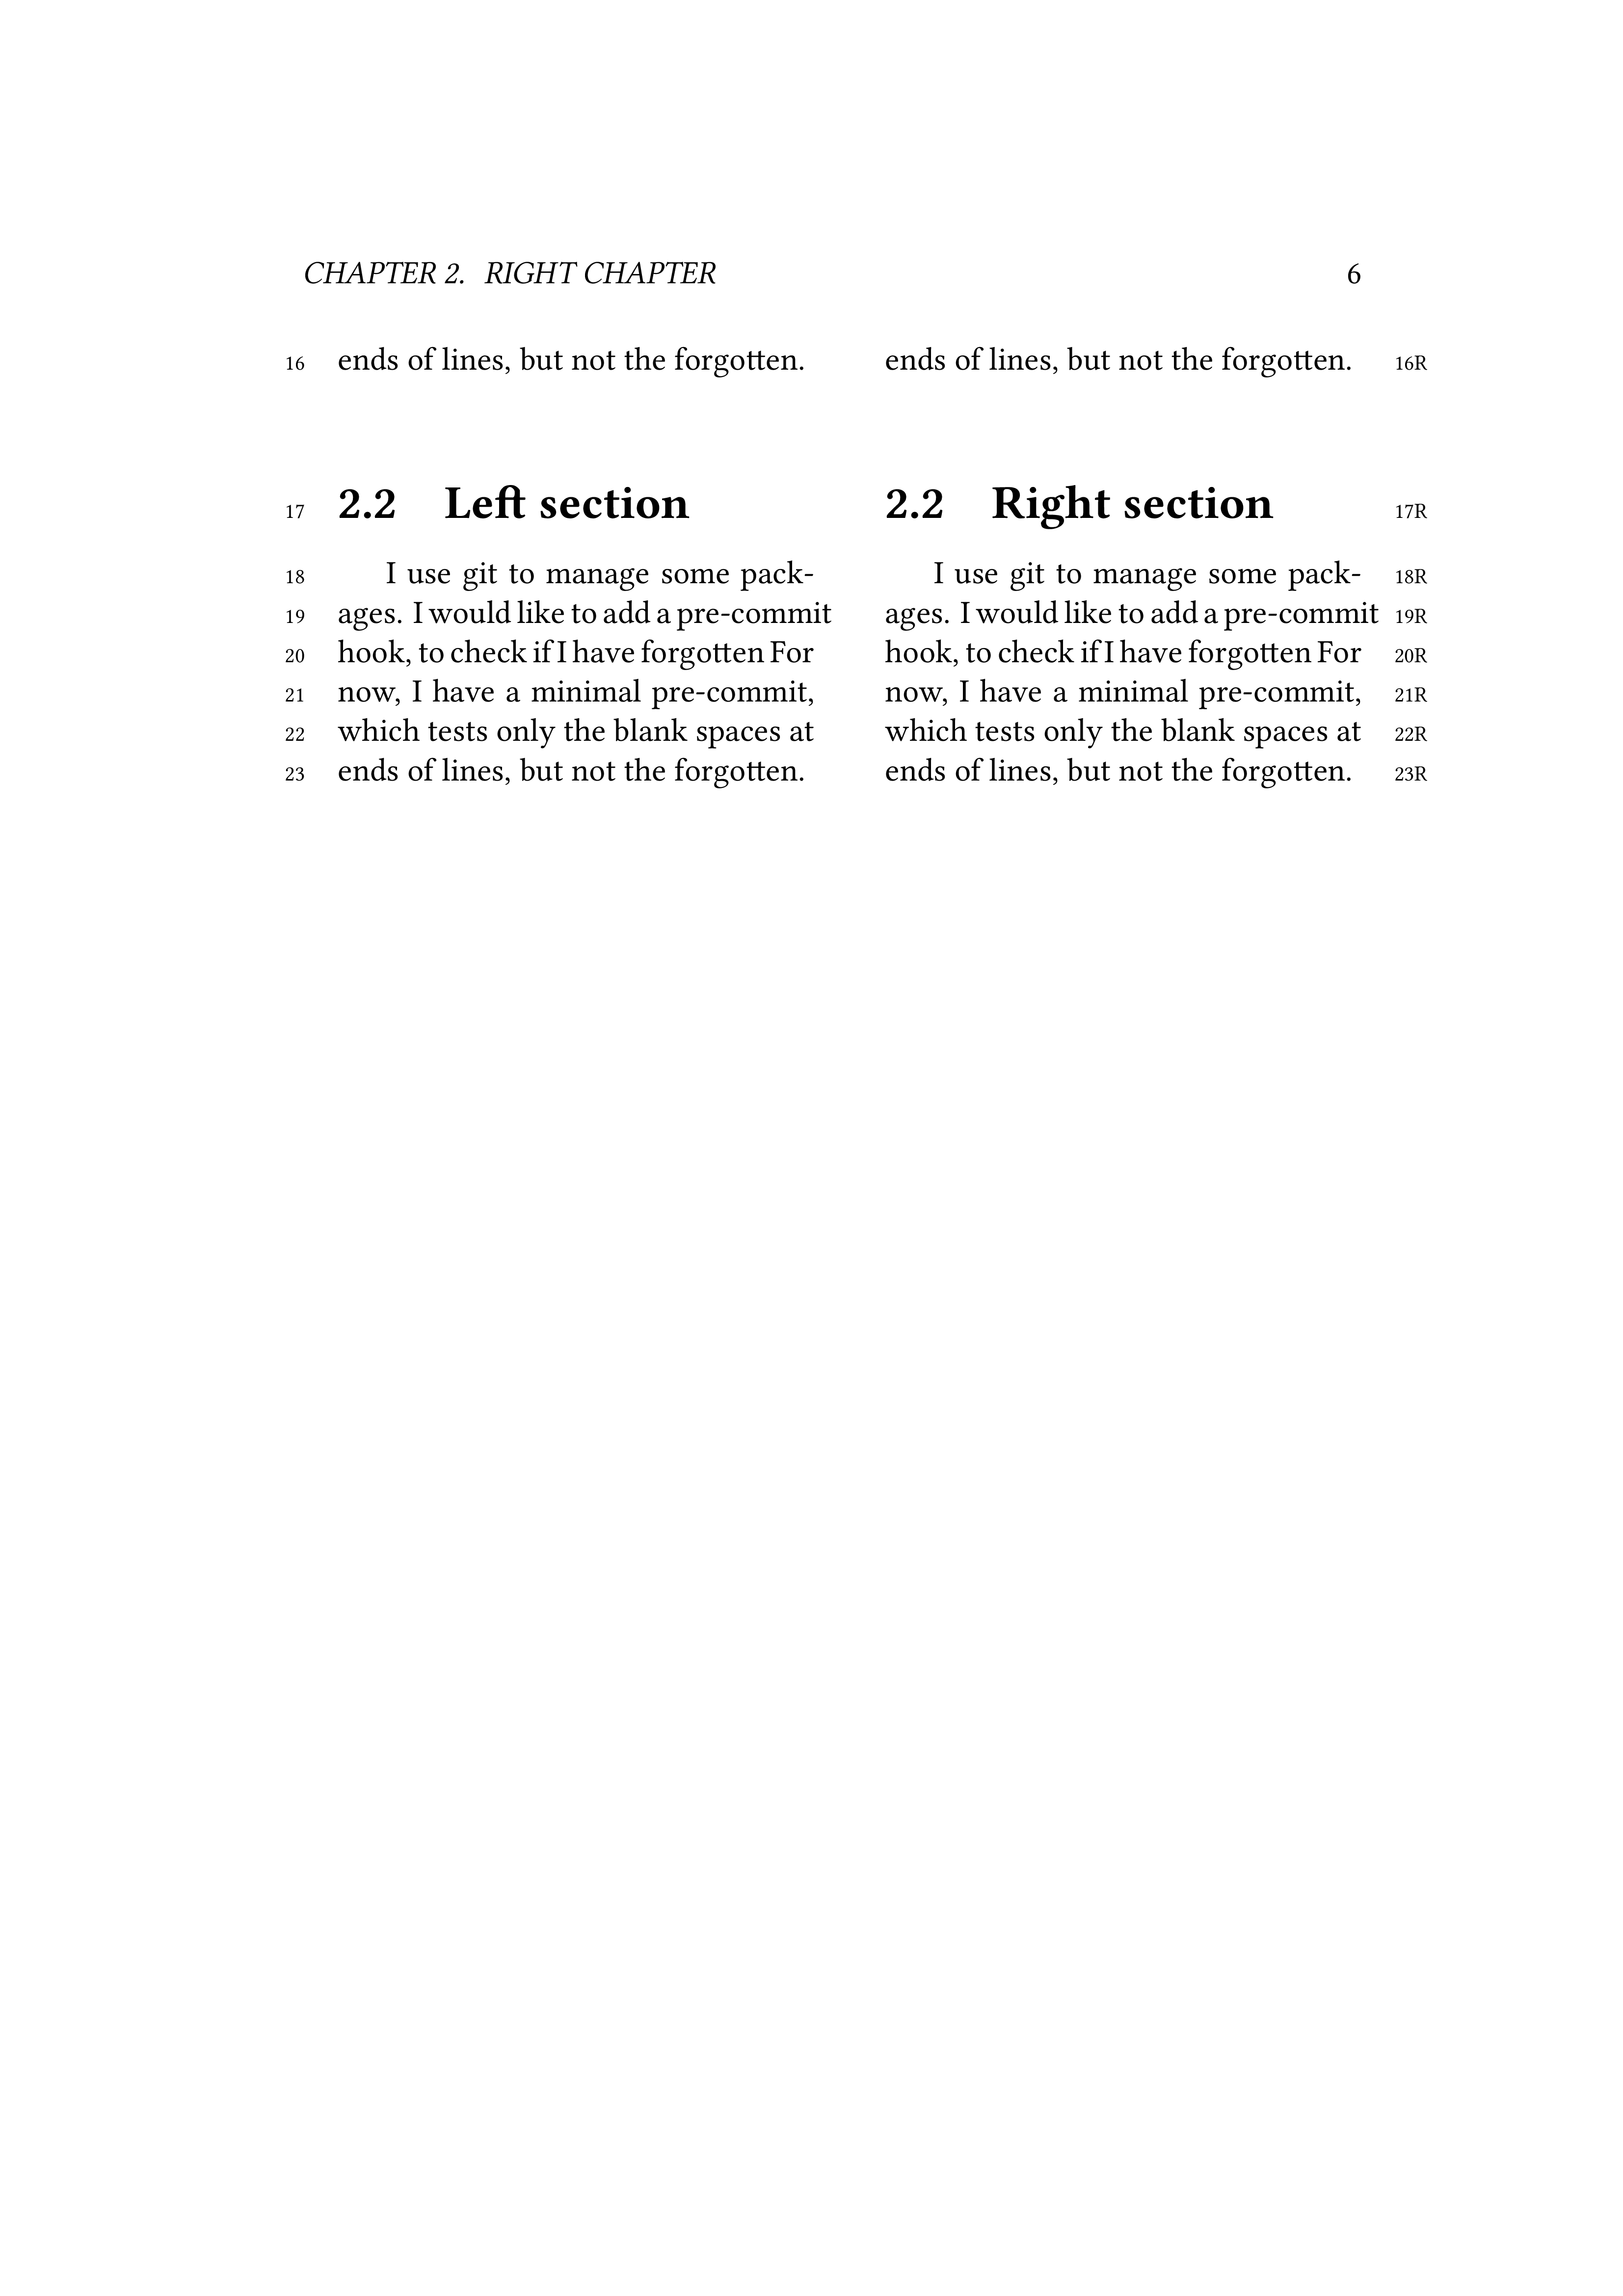 CHAPTER 2. RIGHT CHAPTER 6
16 ends of lines, but not the forgotten.
17 2.2 Left section
18 I use git to manage some pack-
19 ages. I would like to add a pre-commit
20 hook, to check if I have forgotten For
21 now, I have a minimal pre-commit,
22 which tests only the blank spaces at
23 ends of lines, but not the forgotten.
ends of lines, but not the forgotten. 16R
2.2 Right section 17R
I use git to manage some pack- 18R
ages. I would like to add a pre-commit 19R
hook, to check if I have forgotten For 20R
now, I have a minimal pre-commit, 21R
which tests only the blank spaces at 22R
ends of lines, but not the forgotten. 23R